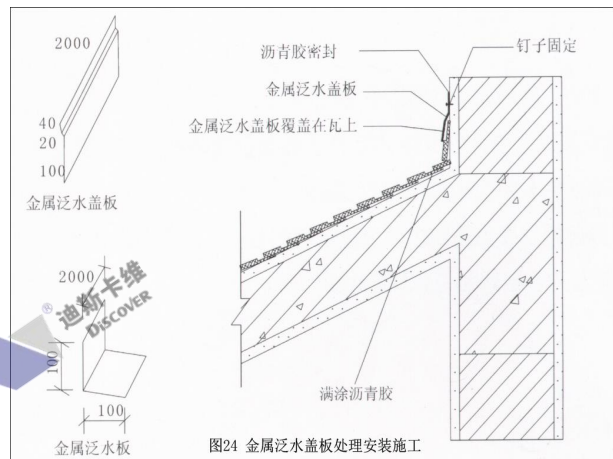 2000
40
20
100
金属泛水盖板
2000
100
100
金属泛水板
沥青胶密封
钉子固定
金属泛水盖板
金属泛水盖板覆盖在瓦上
满涂沥青胶
®
迪斯卡维
DiSCOVER
图24 金属泛水盖板处理安装施工